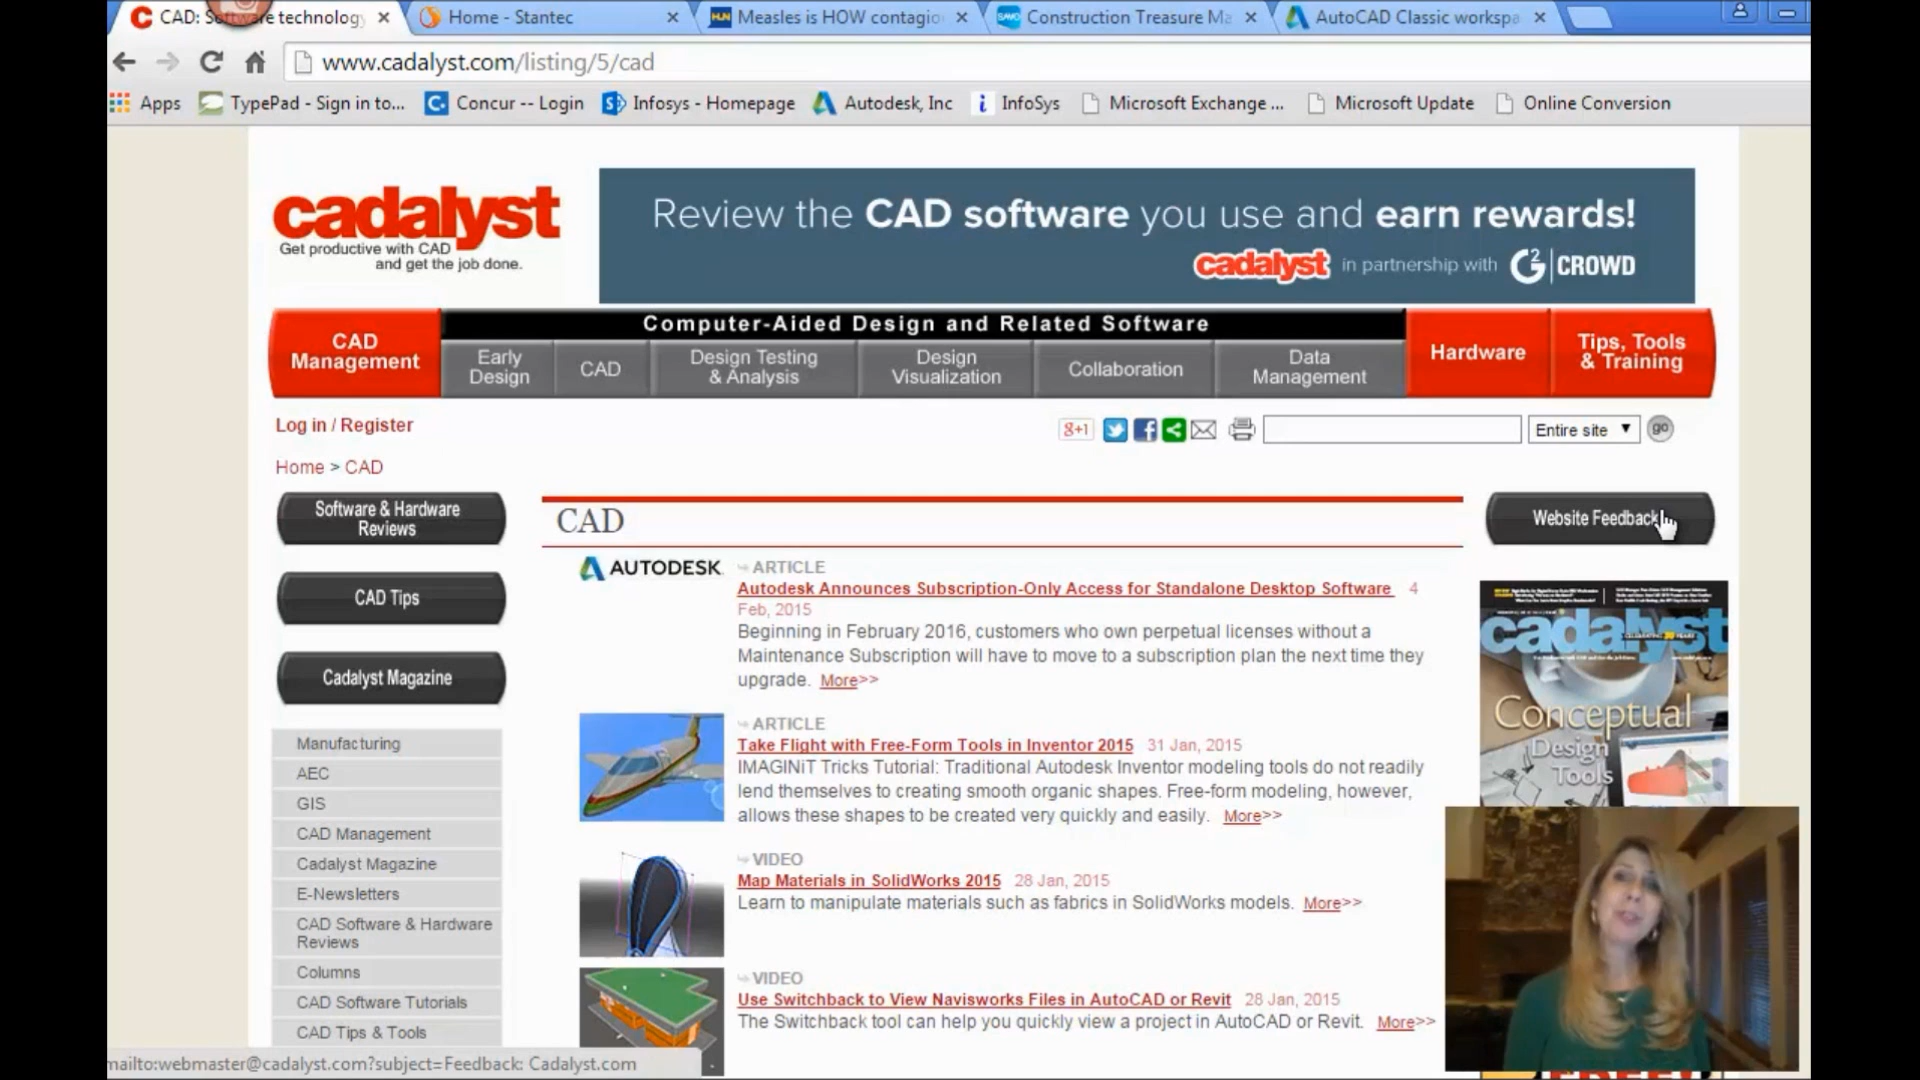 CAD: Software technology
Home - Stantec
Measles is HOW contagio
Construction Treasure Ma
AutoCAD Classic workspa
www.cadalyst.com/listing/5/cad
Apps
TypePad - Sign in to...
Concur -- Login
Infosys - Homepage
Autodesk, Inc
InfoSys
Microsoft Exchange ...
Microsoft Update
Online Conversion
cadalyst
Get productive with CAD
and get the job done.
Review the CAD software you use and earn rewards!
cadalyst in partnership with G2 | CROWD
Computer-Aided Design and Related Software
CAD
Management
Early
Design
CAD
Design Testing
& Analysis
Design
Visualization
Collaboration
Data
Management
Hardware
Tips, Tools
& Training
Log in / Register
g+1
Entire site
go
Home > CAD
Software & Hardware
Reviews
CAD Tips
Cadalyst Magazine
Manufacturing
AEC
GIS
CAD Management
Cadalyst Magazine
E-Newsletters
CAD Software & Hardware
Reviews
Columns
CAD Software Tutorials
CAD Tips & Tools
CAD
AUTODESK
ARTICLE
Autodesk Announces Subscription-Only Access for Standalone Desktop Software 4
Feb, 2015
Beginning in February 2016, customers who own perpetual licenses without a
Maintenance Subscription will have to move to a subscription plan the next time they
upgrade. More>>
ARTICLE
Take Flight with Free-Form Tools in Inventor 2015 31 Jan, 2015
IMAGINiT Tricks Tutorial: Traditional Autodesk Inventor modeling tools do not readily
lend themselves to creating smooth organic shapes. Free-form modeling, however,
allows these shapes to be created very quickly and easily. More>>
VIDEO
Map Materials in SolidWorks 2015 28 Jan, 2015
Learn to manipulate materials such as fabrics in SolidWorks models. More>>
VIDEO
Use Switchback to View Navisworks Files in AutoCAD or Revit 28 Jan, 2015
The Switchback tool can help you quickly view a project in AutoCAD or Revit. More>>
Website Feedback
cadalyst
Conceptual
Design
Tools
mailto:webmaster@cadalyst.com?subject=Feedback: Cadalyst.com